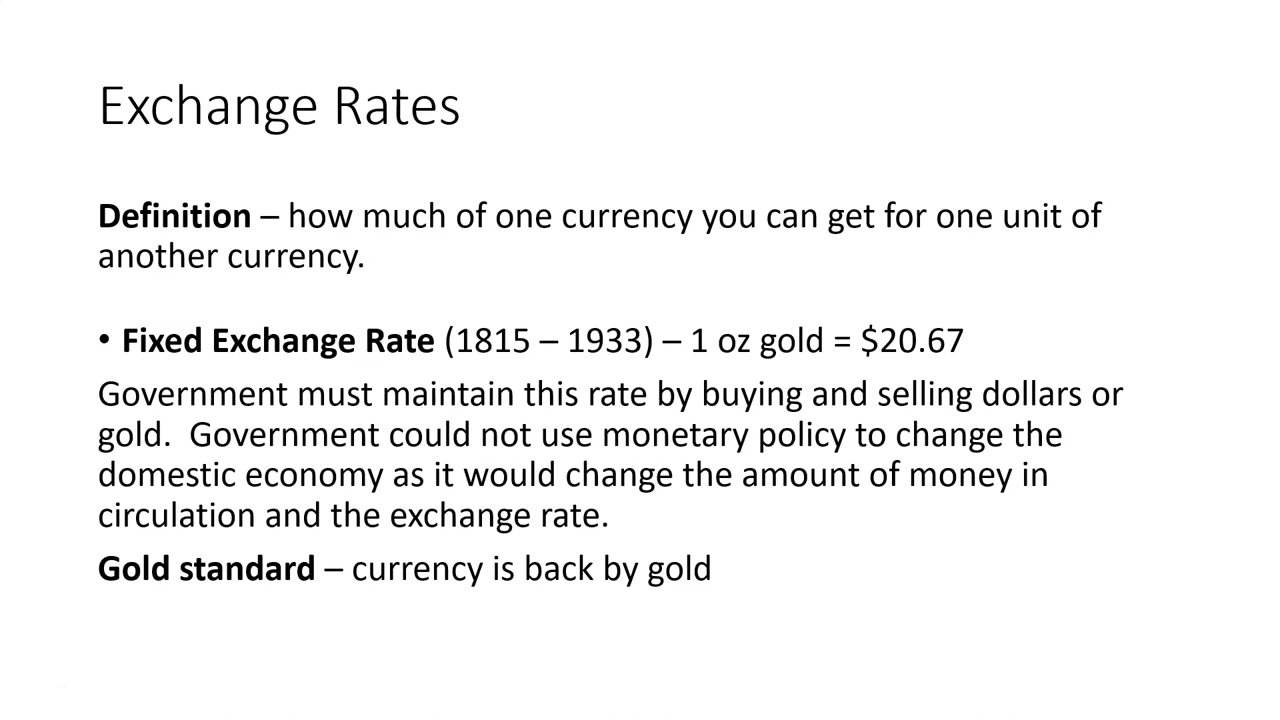 Exchange Rates
Definition – how much of one currency you can get for one unit of
another currency.
• Fixed Exchange Rate (1815 – 1933) – 1 oz gold = $20.67
Government must maintain this rate by buying and selling dollars or
gold.  Government could not use monetary policy to change the
domestic economy as it would change the amount of money in
circulation and the exchange rate.
Gold standard – currency is back by gold